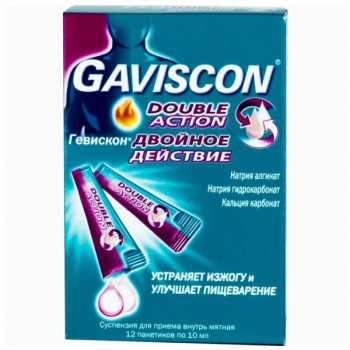 GAVISCON®
DOUBLE
ACTION
Гевискон® ДВОЙНОЕ
ДЕЙСТВИЕ
Натрия алгинат
Натрия гидрокарбонат
Кальция карбонат
DOUBLE
ACTION
DOUBLE
ACTION
УСТРАНЯЕТ ИЗЖОГУ и
УЛУЧШАЕТ ПИЩЕВАРЕНИЕ
Суспензия для приема внутрь мятная
12 пакетиков по 10 мл